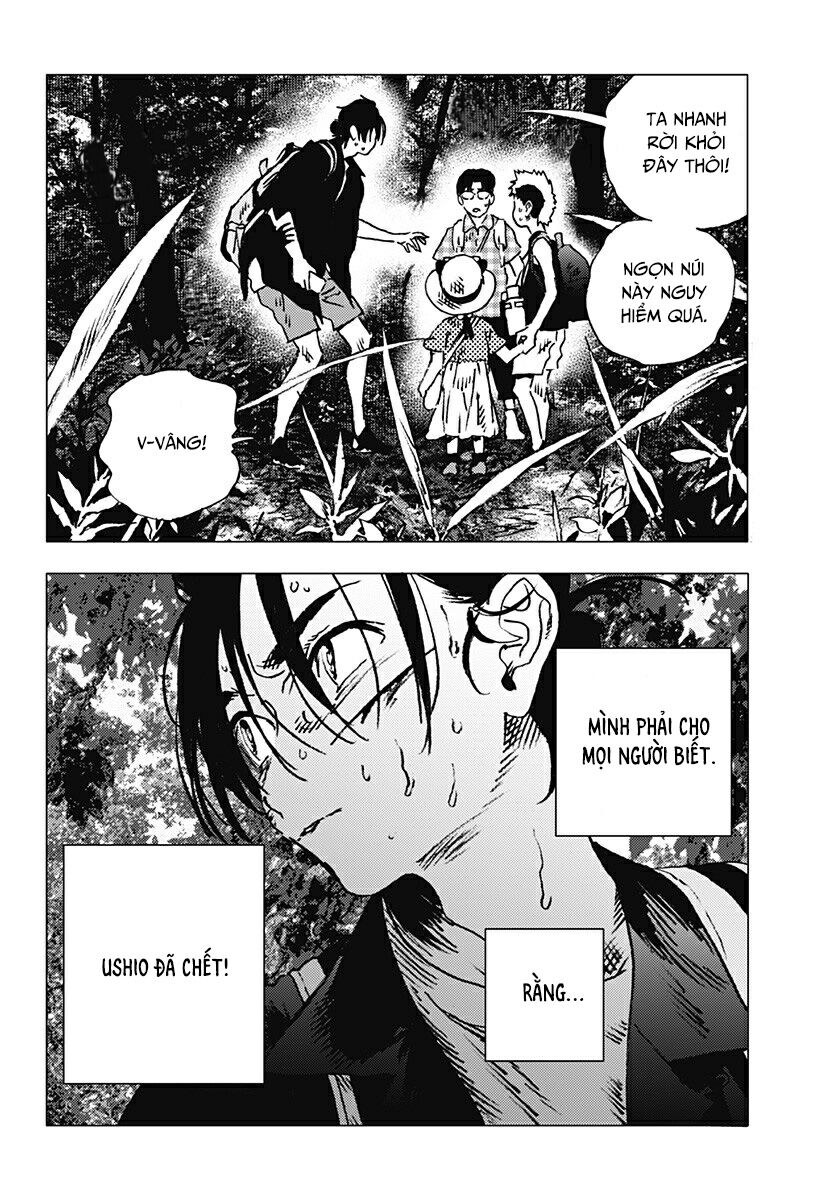 TA NHANH
RỜI KHỎI
ĐÂY THÔI!
NGỌN NÚI
NÀY NGUY
HIỂM QUÁ.
V-VÂNG!
MÌNH PHẢI CHO
MỌI NGƯỜI BIẾT.
RẰNG...
USHIO ĐÃ CHẾT!